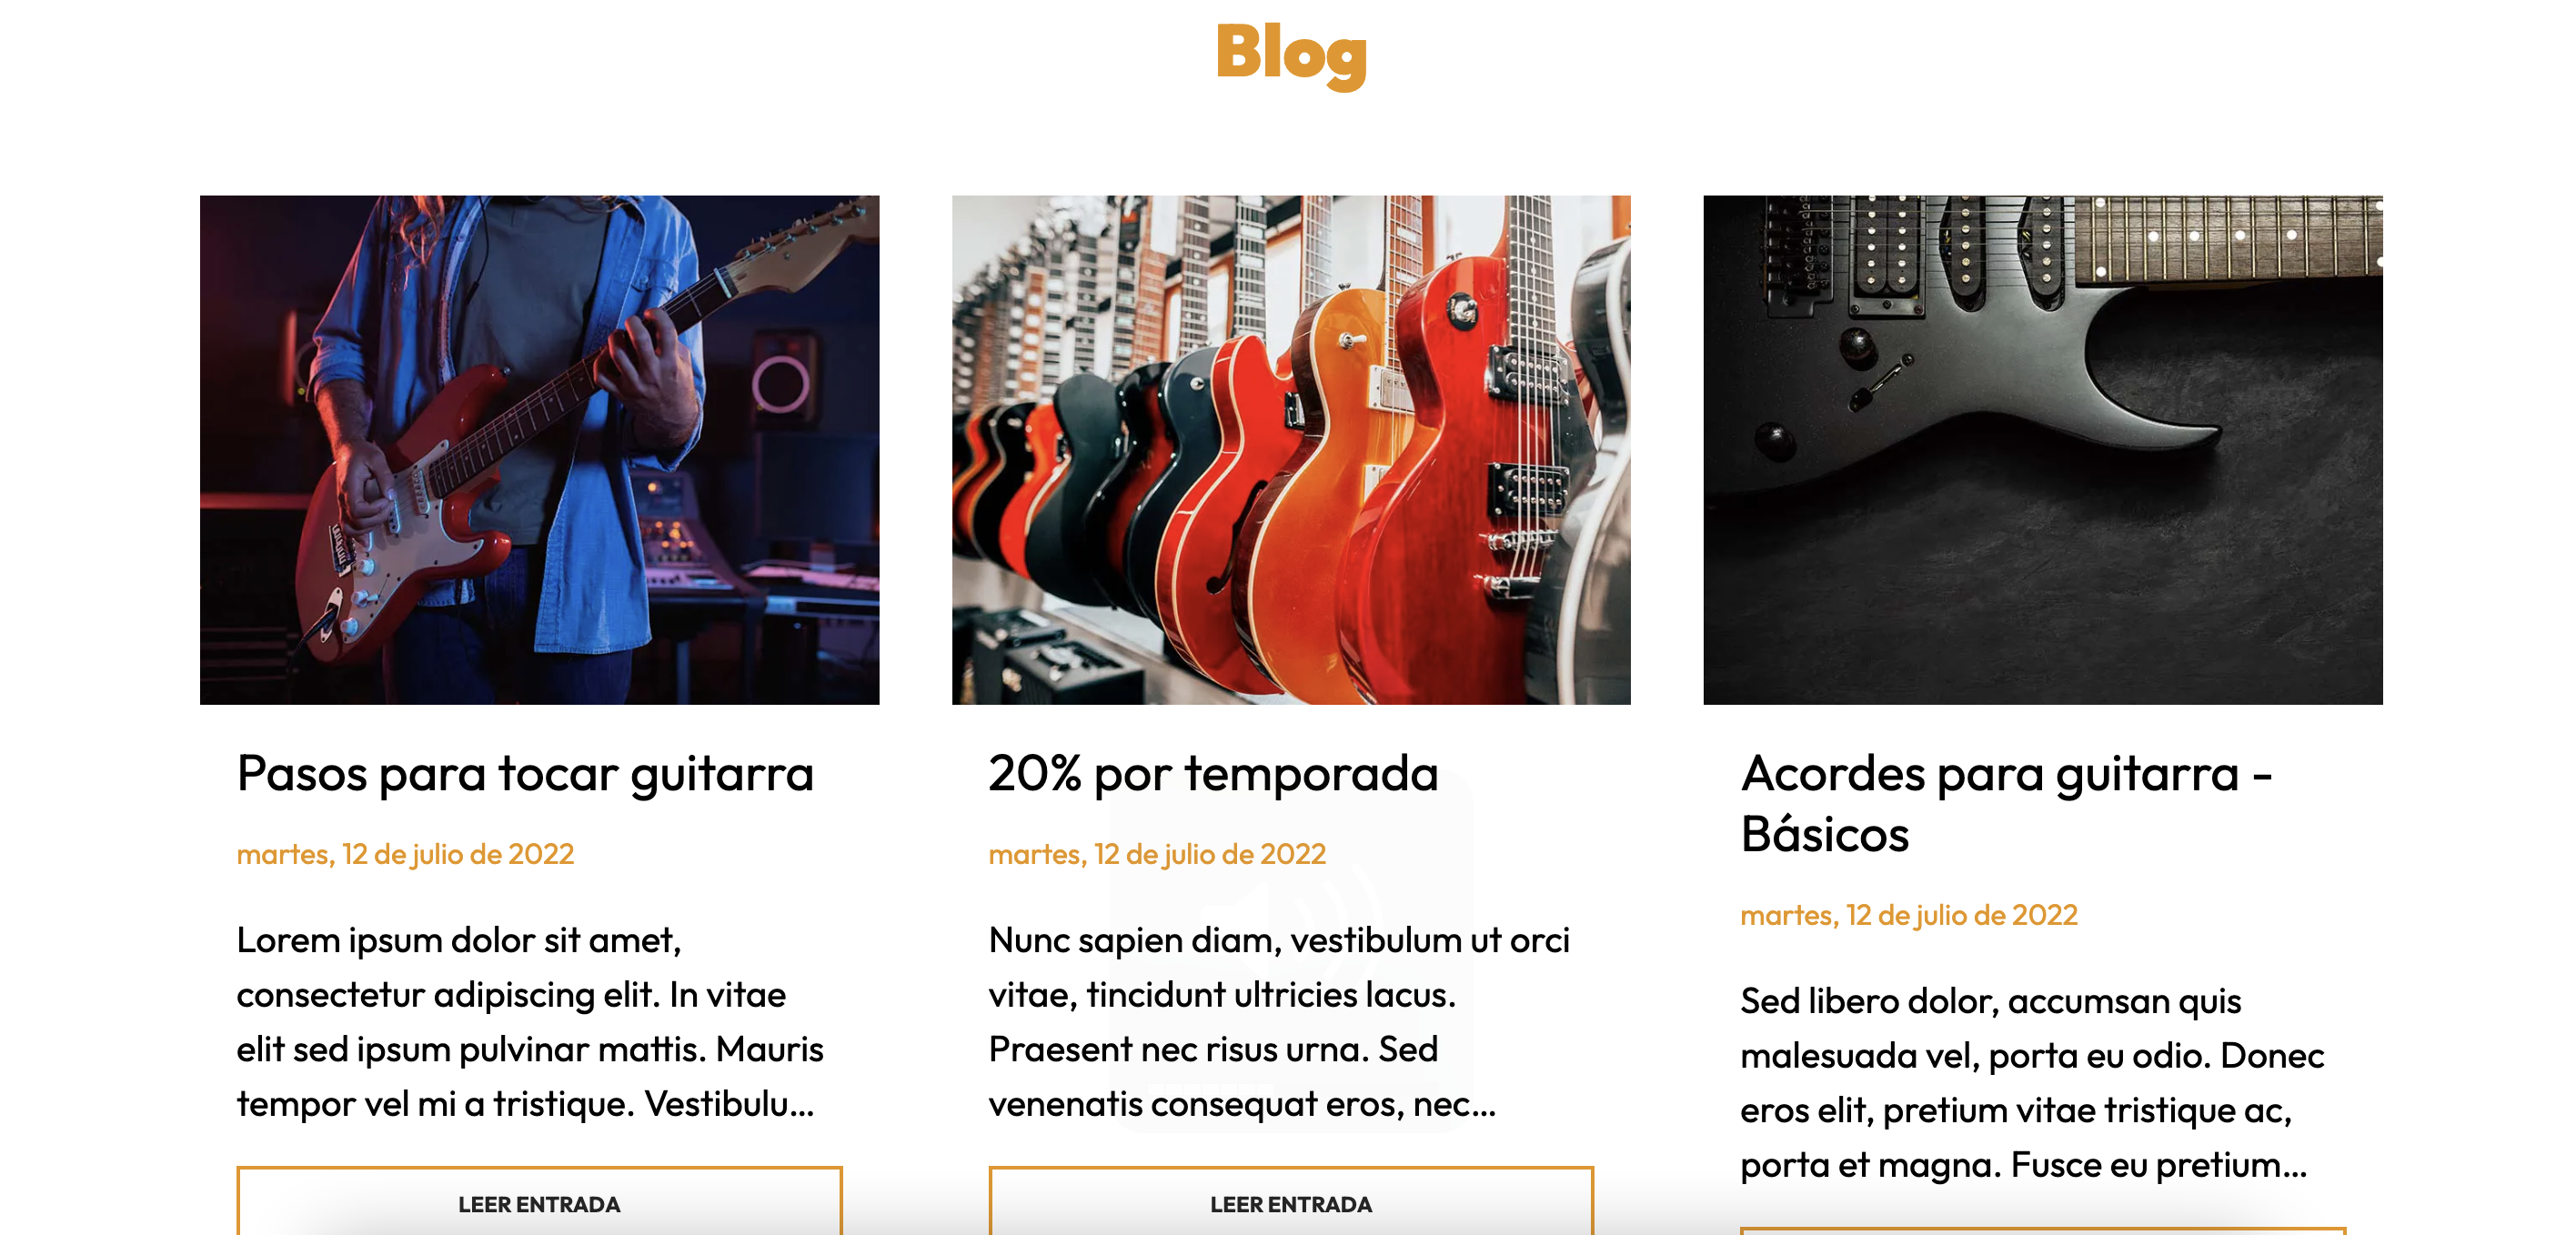 Blog
Pasos para tocar guitarra
martes, 12 de julio de 2022
Lorem ipsum dolor sit amet,
consectetur adipiscing elit. In vitae
elit sed ipsum pulvinar mattis. Mauris
tempor vel mi a tristique. Vestibulu...
LEER ENTRADA
20% por temporada
martes, 12 de julio de 2022
Nunc sapien diam, vestibulum ut orci
vitae, tincidunt ultricies lacus.
Praesent nec risus urna. Sed
venenatis consequat eros, nec...
LEER ENTRADA
Acordes para guitarra -
Básicos
martes, 12 de julio de 2022
Sed libero dolor, accumsan quis
malesuada vel, porta eu odio. Donec
eros elit, pretium vitae tristique ac,
porta et magna. Fusce eu pretium...